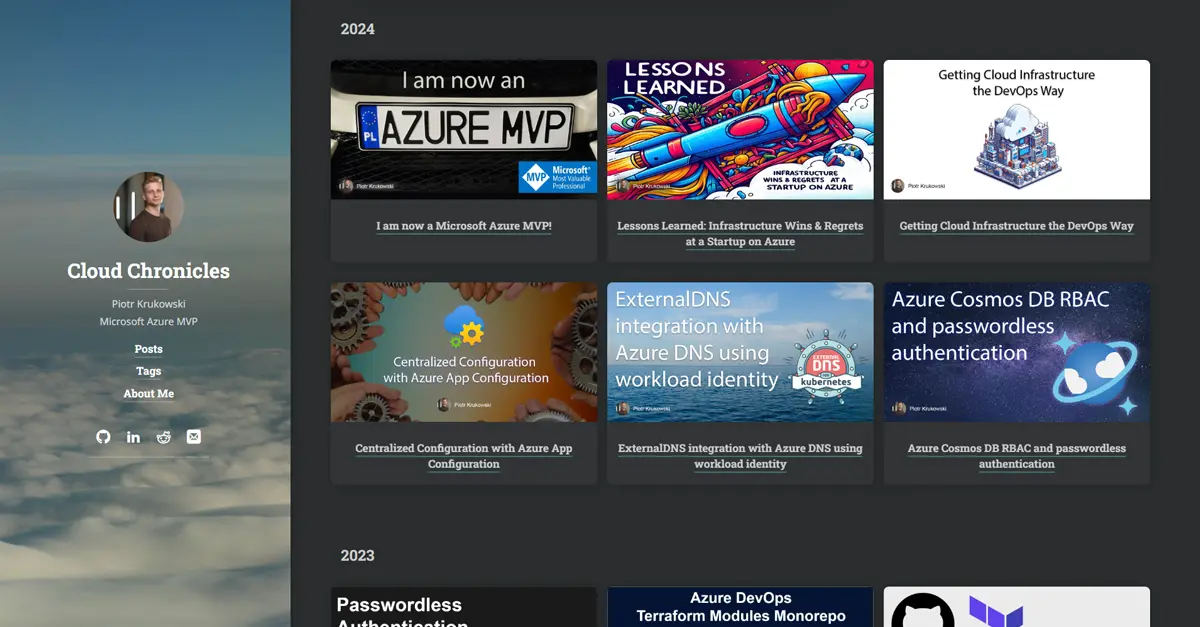 Cloud Chronicles
Piotr Krukowski
Microsoft Azure MVP
Posts
Tags
About Me
2024
I am now an
PL AZURE MVP
MVP Microsoft®
Most Valuable
Professional
Piotr Krukowski
I am now a Microsoft Azure MVP!
LESSONS
LEARNED
INFRASTRUCTURE
WINS & REGRETS AT A
STARTUP ON AZURE
Piotr Krukowski
Lessons Learned: Infrastructure Wins & Regrets
at a Startup on Azure
Getting Cloud Infrastructure
the DevOps Way
Piotr Krukowski
Getting Cloud Infrastructure the DevOps Way
Centralized Configuration
with Azure App Configuration
Piotr Krukowski
Centralized Configuration with Azure App
Configuration
ExternalDNS
integration with
Azure DNS using
workload identity
EXTERNAL
DNS
kubernetes
Piotr Krukowski
ExternalDNS integration with Azure DNS using
workload identity
Azure Cosmos DB RBAC
and passwordless
authentication
Piotr Krukowski
Azure Cosmos DB RBAC and passwordless
authentication
2023
Passwordless
Authentication
Azure DevOps
Terraform Modules Monorepo